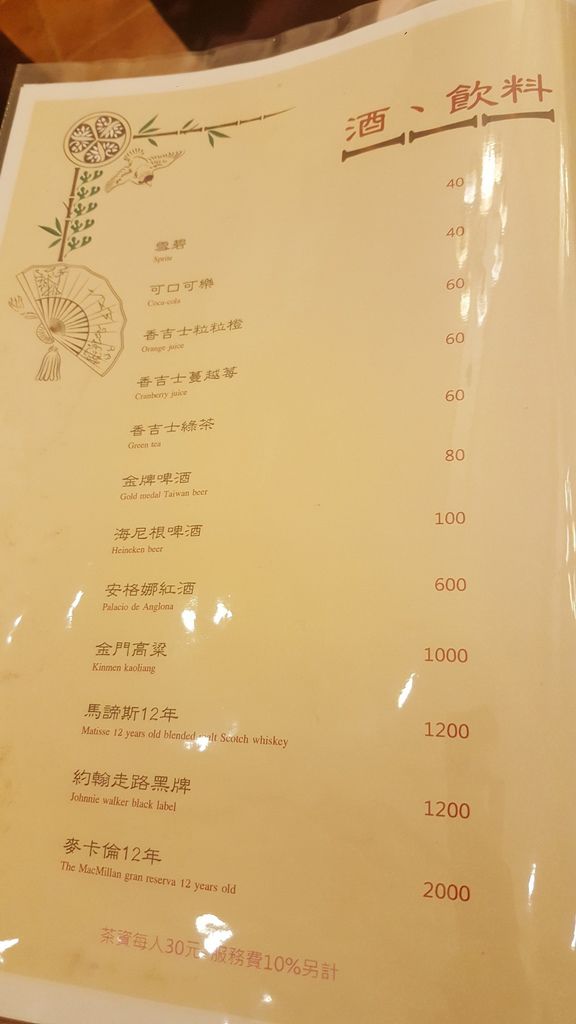 酒、飲料
雪碧 40
Sprite
可口可樂 40
Coca-cola
香吉士粒粒橙 60
Orange juice
香吉士蔓越莓 60
Cranberry juice
香吉士綠茶 60
Green tea
金牌啤酒 80
Gold medal Taiwan beer
海尼根啤酒 100
Heineken beer
安格娜紅酒 600
Palacio de Anglona
金門高粱 1000
Kinmen kaoliang
馬諦斯12年 1200
Matisse 12 years old blended malt Scotch whiskey
約翰走路黑牌 1200
Johnnie walker black label
麥卡倫12年 2000
The MacMillan gran reserva 12 years old
茶資每人30元 服務費10%另計